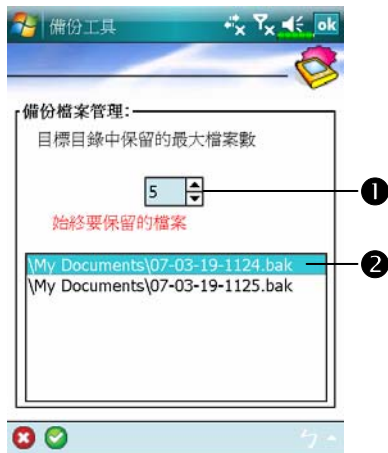 備份工具
ok
備份檔案管理:
目標目錄中保留的最大檔案數
5
❶
始終要保留的檔案
\My Documents\07-03-19-1124.bak
❷
\My Documents\07-03-19-1125.bak
ㄅ